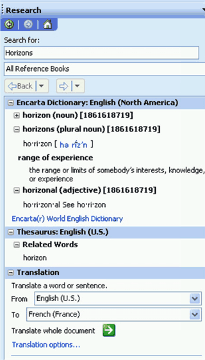 Research
Search for:
Horizons
All Reference Books
Back
Encarta Dictionary: English (North America)
horizon (noun) [1861618719]
horizons (plural noun) [1861618719]
ho·ri·zon [ hə rīz'n ]
range of experience
the range or limits of somebody's interests, knowledge,
or experience
horizonal (adjective) [1861618719]
ho·ri·zon·al See ho·ri·zon
Encarta(r) World English Dictionary
Thesaurus: English (U.S.)
Related Words
horizon
Translation
Translate a word or sentence.
From English (U.S.)
To French (France)
Translate whole document
Translation options...